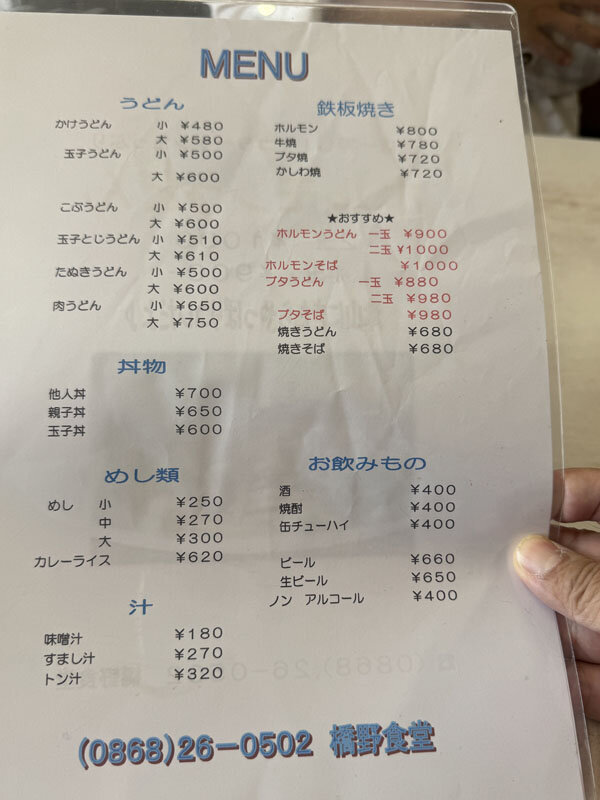 MENU
うどん
かけうどん 小 ¥480
大 ¥580
玉子うどん 小 ¥500
大 ¥600
こぶうどん 小 ¥500
大 ¥600
玉子とじうどん 小 ¥510
大 ¥610
たぬきうどん 小 ¥500
大 ¥600
肉うどん 小 ¥650
大 ¥750
丼物
他人丼 ¥700
親子丼 ¥650
玉子丼 ¥600
めし類
めし 小 ¥250
中 ¥270
大 ¥300
カレーライス ¥620
汁
味噌汁 ¥180
すまし汁 ¥270
トン汁 ¥320
鉄板焼き
ホルモン ¥800
牛焼 ¥780
ブタ焼 ¥720
かしわ焼 ¥720
★おすすめ★
ホルモンうどん 一玉 ¥900
二玉 ¥1000
ホルモンそば ¥1000
ブタうどん 一玉 ¥880
二玉 ¥980
ブタそば ¥980
焼きうどん ¥680
焼きそば ¥680
お飲みもの
酒 ¥400
焼酎 ¥400
缶チューハイ ¥400
ビール ¥660
生ビール ¥650
ノン アルコール ¥400
(0868)26-0502 橋野食堂